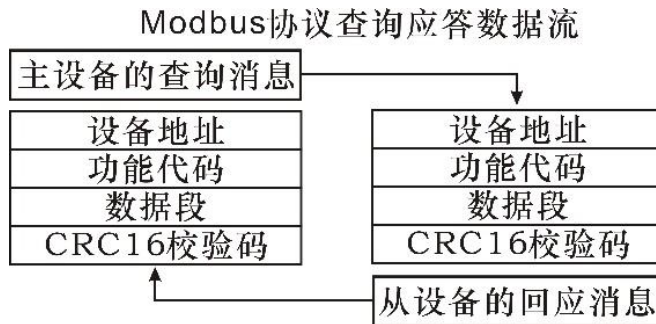 Modbus协议查询应答数据流
主设备的查询消息
设备地址
功能代码
数据段
CRC16校验码
设备地址
功能代码
数据段
CRC16校验码
从设备的回应消息